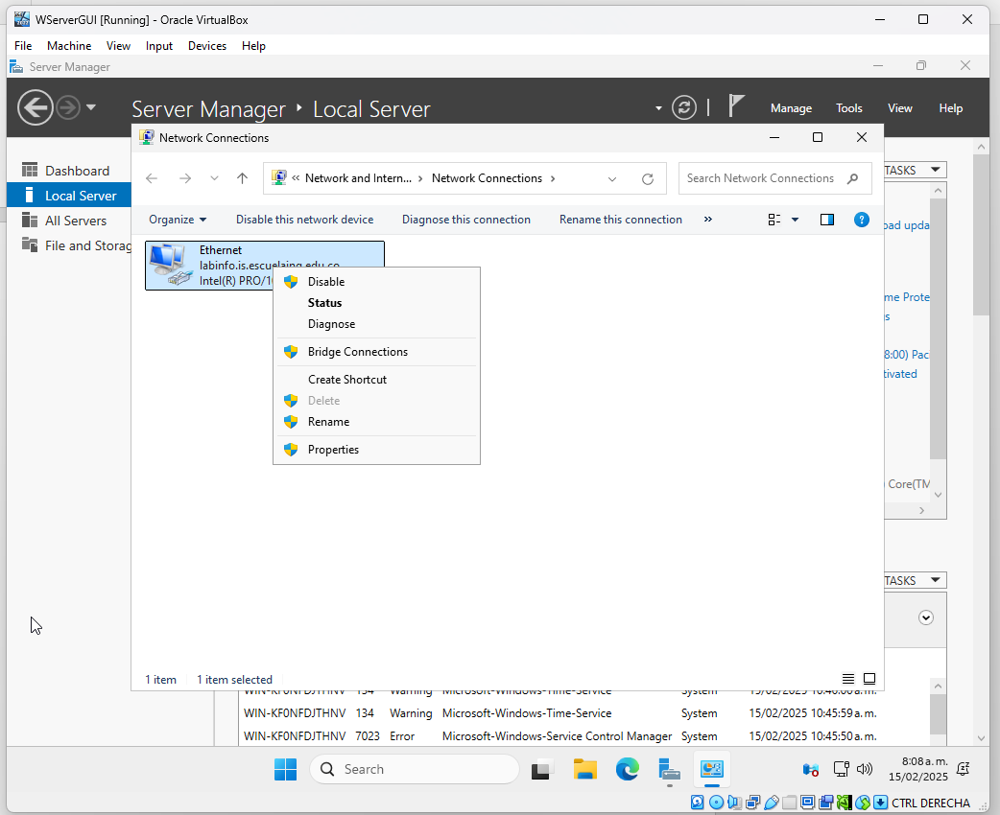 WServerGUI [Running] - Oracle VirtualBox
File Machine View Input Devices Help
Server Manager
Server Manager Local Server
Manage Tools View Help
Network Connections
« Network and Intern... › Network Connections ›
Search Network Connections
Organize Disable this network device Diagnose this connection Rename this connection »
Dashboard
Local Server
All Servers
File and Storag
TASKS
Ethernet
labinfo.is.escuelaing.edu.co
Intel(R) PRO/10
Disable
Status
Diagnose
Bridge Connections
Create Shortcut
Delete
Rename
Properties
oad upda
me Prote
s
8:00) Pac
tivated
Core(TM
TASKS
1 item 1 item selected
WIN-KF0NFDJTHNV 134 Warning Microsoft-Windows-Time-Service System 15/02/2025 10:46:00 a. m.
WIN-KF0NFDJTHNV 134 Warning Microsoft-Windows-Time-Service System 15/02/2025 10:45:59 a. m.
WIN-KF0NFDJTHNV 7023 Error Microsoft-Windows-Service Control Manager System 15/02/2025 10:45:50 a. m.
Search
8:08 a. m.
15/02/2025
CTRL DERECHA